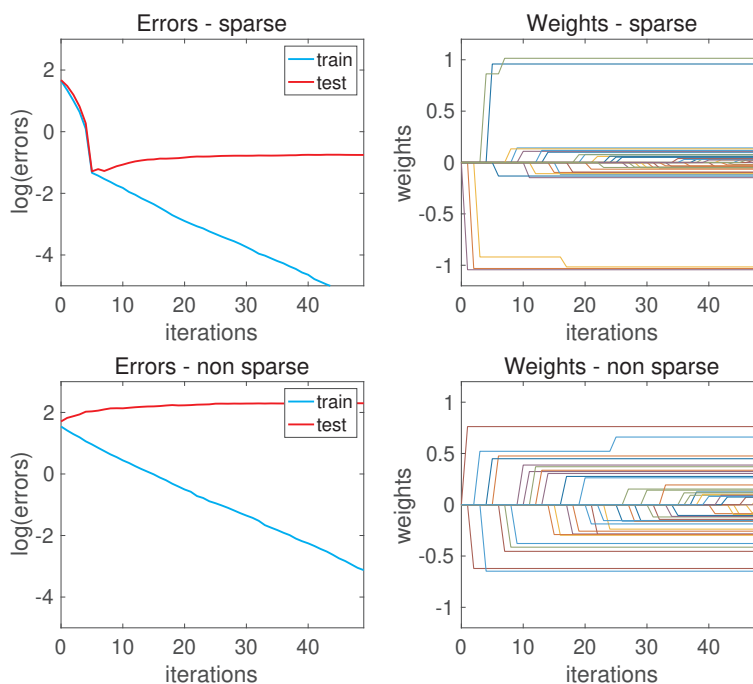 Errors - sparse
2
0
-2
-4
log(errors)
train
test
0 10 20 30 40
iterations
Weights - sparse
1
0.5
0
-0.5
-1
weights
0 10 20 30 40
iterations
Errors - non sparse
2
0
-2
-4
log(errors)
train
test
0 10 20 30 40
iterations
Weights - non sparse
1
0.5
0
-0.5
-1
weights
0 10 20 30 40
iterations